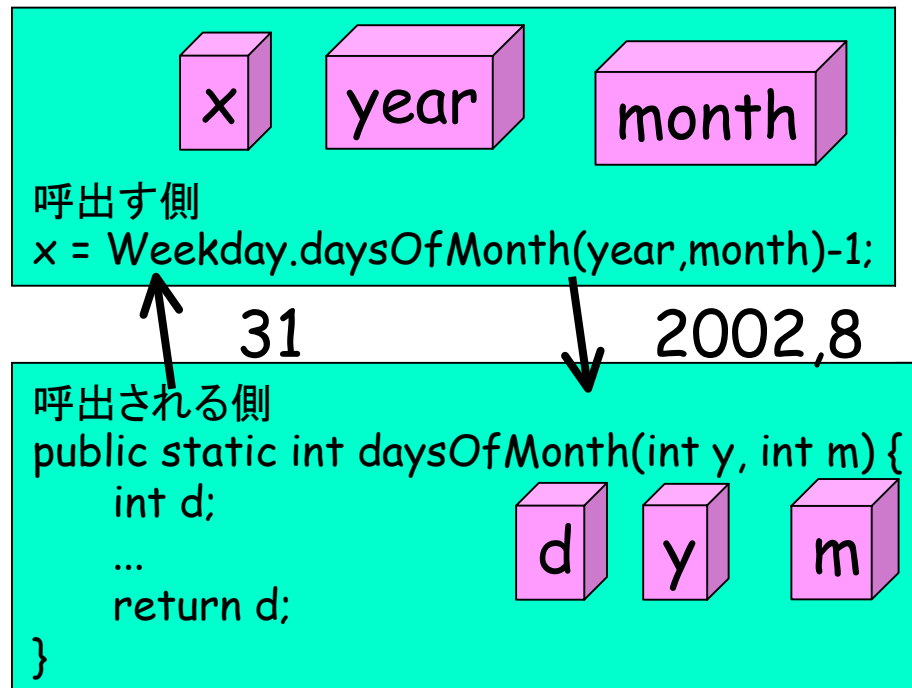 x year month
呼出す側
x = Weekday.daysOfMonth(year,month)-1;
31 2002,8
呼出される側
public static int daysOfMonth(int y, int m) {
int d;
...
return d;
}
d y m